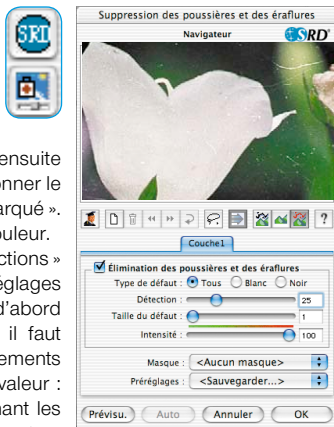 SRD
ensuite
onner le
arqué ».
ouleur.
ctions »
églages
d'abord
il faut
ements
valeur :
nant les
Suppression des poussières et des éraflures
Navigateur
SRD
?
Couche1
Élimination des poussières et des éraflures
Type de défaut : Tous Blanc Noir
Détection : 25
Taille du défaut : 1
Intensité : 100
Masque : <Aucun masque>
Préréglages : <Sauvegarder...>
Prévisu. Auto Annuler OK